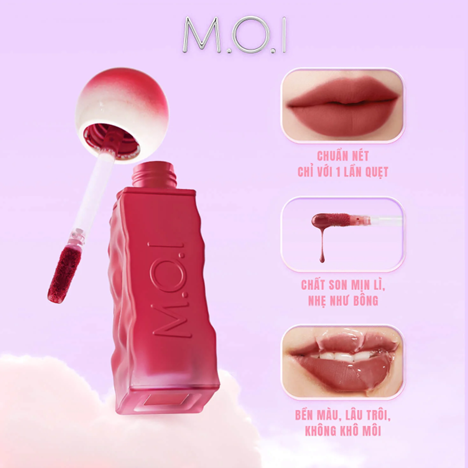 M.O.I
M.O.I
CHUẨN NÉT
CHỈ VỚI 1 LẦN QUẸT
CHẤT SON MỊN LÌ,
NHẸ NHƯ BÔNG
BỀN MÀU, LÂU TRÔI,
KHÔNG KHÔ MÔI